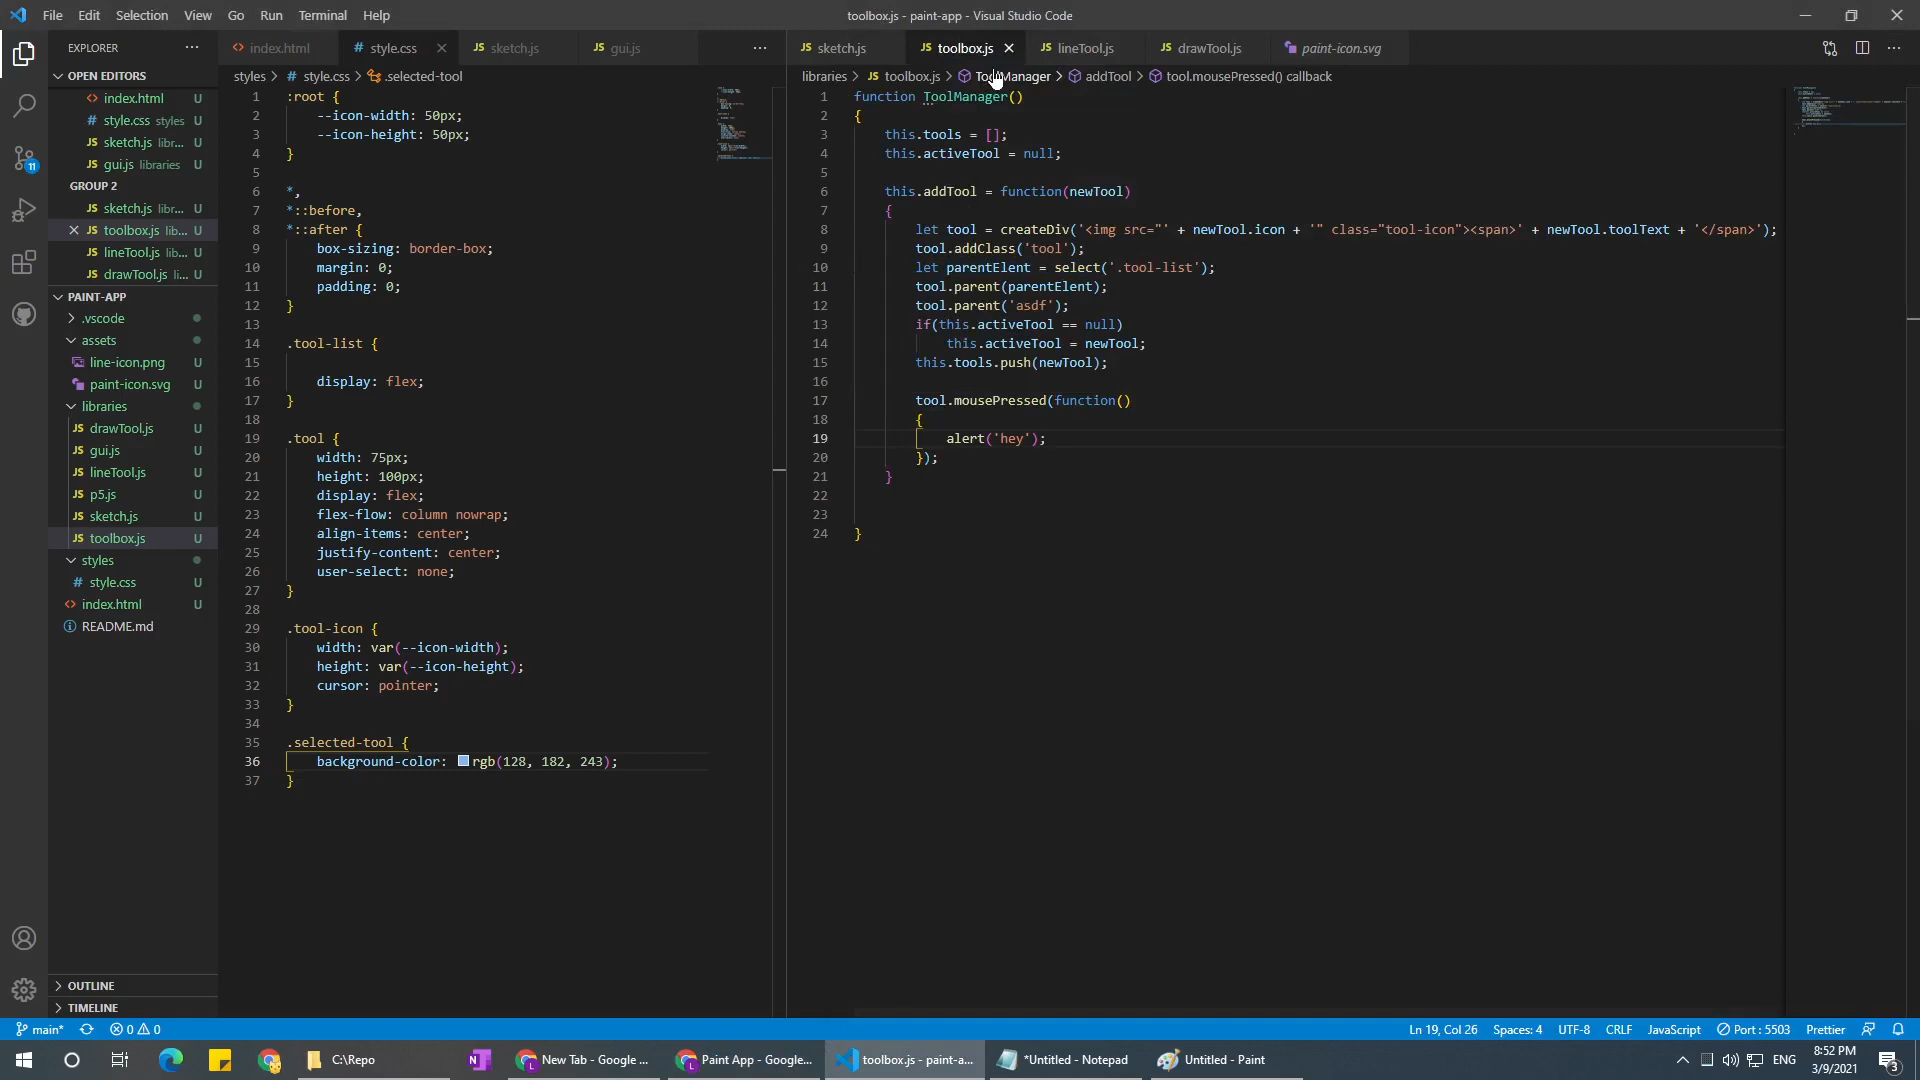 File Edit Selection View Go Run Terminal Help
toolbox.js - paint-app - Visual Studio Code
EXPLORER
OPEN EDITORS
index.html
style.css styles
sketch.js libr... U
gui.js libraries U
GROUP 2
sketch.js libr... U
toolbox.js lib... U
lineTool.js lib... U
drawTool.js li... U
PAINT-APP
.vscode
assets
line-icon.png U
paint-icon.svg U
libraries
drawTool.js U
gui.js U
lineTool.js U
p5.js U
sketch.js U
toolbox.js U
styles
style.css U
index.html U
README.md
OUTLINE
TIMELINE
11
index.html style.css sketch.js gui.js
styles > style.css > .selected-tool
1 :root {
2 --icon-width: 50px;
3 --icon-height: 50px;
4 }
5
6 *,
7 *::before,
8 *::after {
9 box-sizing: border-box;
10 margin: 0;
11 padding: 0;
12 }
13
14 .tool-list {
15
16 display: flex;
17 }
18
19 .tool {
20 width: 75px;
21 height: 100px;
22 display: flex;
23 flex-flow: column nowrap;
24 align-items: center;
25 justify-content: center;
26 user-select: none;
27 }
28
29 .tool-icon {
30 width: var(--icon-width);
31 height: var(--icon-height);
32 cursor: pointer;
33 }
34
35 .selected-tool {
36 background-color: rgb(128, 182, 243);
37 }
sketch.js toolbox.js lineTool.js drawTool.js paint-icon.svg
libraries > JS toolbox.js > ToolManager > addTool > tool.mousePressed() callback
1 function ToolManager()
2 {
3 this.tools = [];
4 this.activeTool = null;
5
6 this.addTool = function(newTool)
7 {
8 let tool = createDiv('<img src="' + newTool.icon + '" class="tool-icon"><span>' + newTool.toolText + '</span>');
9 tool.addClass('tool');
10 let parentElent = select('.tool-list');
11 tool.parent(parentElent);
12 tool.parent('asdf');
13 if(this.activeTool == null)
14 this.activeTool = newTool;
15 this.tools.push(newTool);
16
17 tool.mousePressed(function()
18 {
19 alert('hey');
20 });
21 }
22
23
24 }
main* 0 0
Ln 19, Col 26 Spaces: 4 UTF-8 CRLF JavaScript Port : 5503 Prettier
C:\Repo New Tab - Google ... Paint App - Google... toolbox.js - paint-a... *Untitled - Notepad Untitled - Paint
ENG 8:52 PM
3/9/2021
3